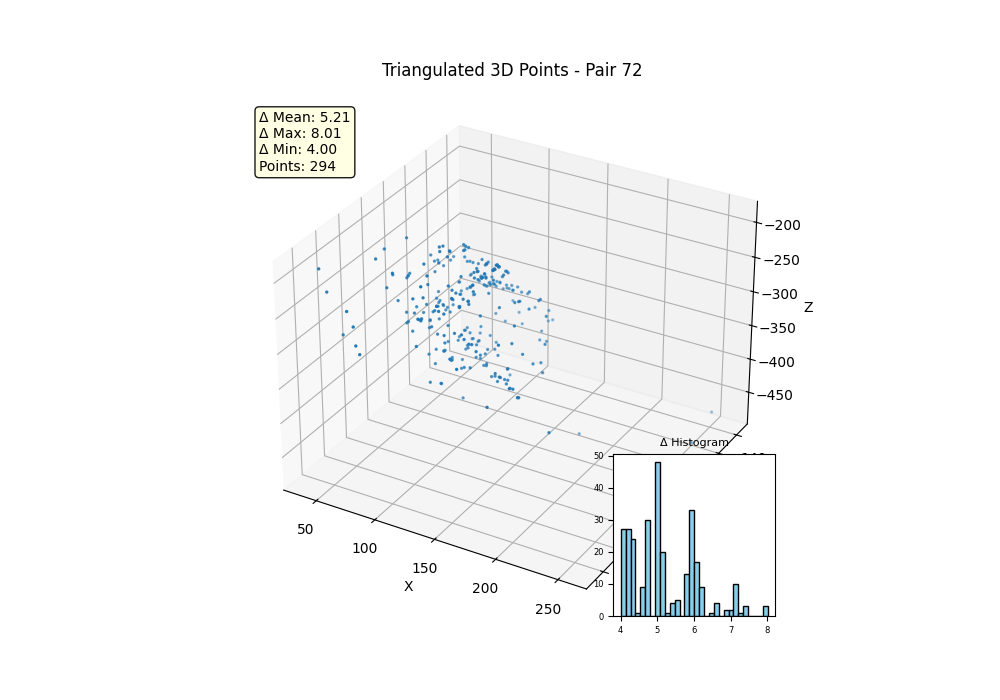 Triangulated 3D Points - Pair 72
Δ Mean: 5.21
Δ Max: 8.01
Δ Min: 4.00
Points: 294
−200
−250
−300
−350
−400
−450
Z
50
100
150
200
250
X
Δ Histogram
50
40
30
20
10
0
4
5
6
7
8